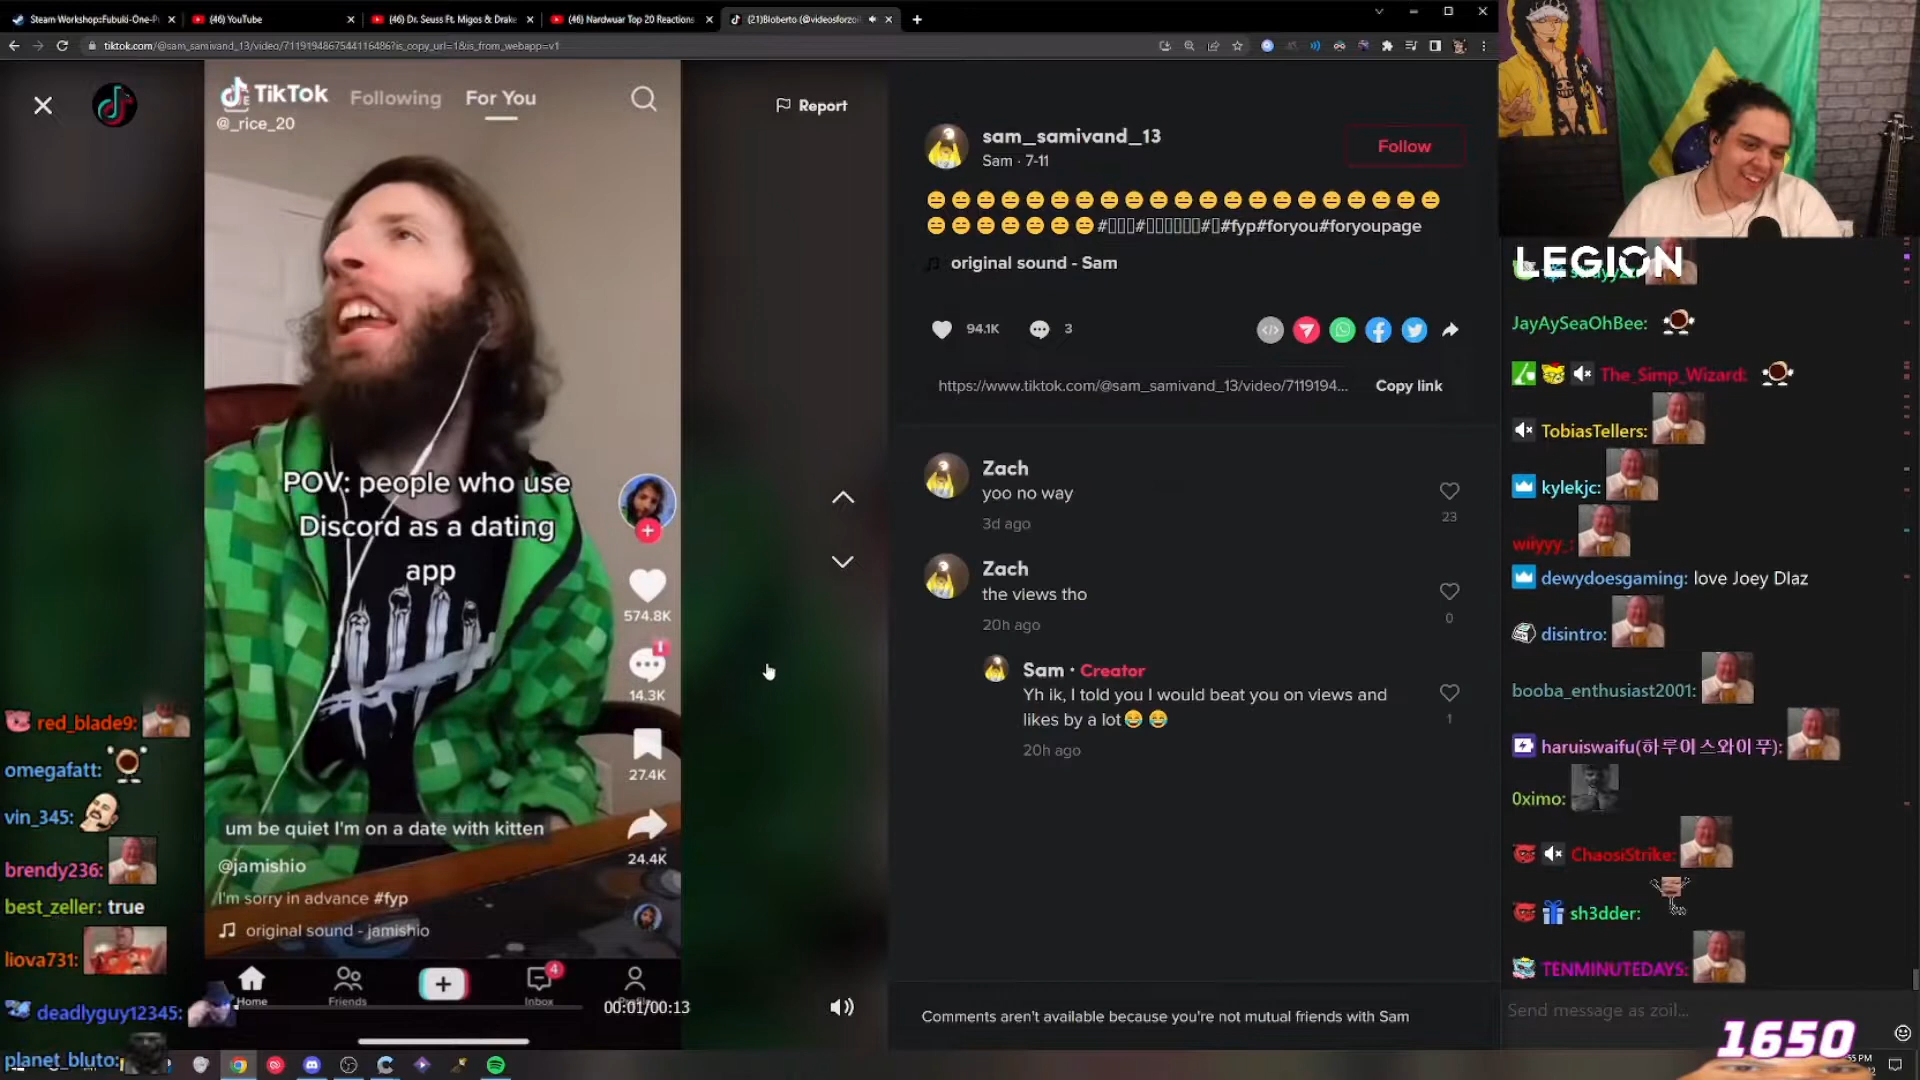 Steam Workshop:Fubuki-One-P
(46) YouTube
(46) Dr. Seuss Ft. Migos & Drake
(46) Nardwuar Top 20 Reactions
(21)Bloberto (@videosforzoi
tiktok.com/@sam_samivand_13/video/7119194867544116486?is_copy_url=1&is_from_webapp=v1
TikTok
Following
For You
@_rice_20
POV: people who use
Discord as a dating
app
574.8K
1
14.3K
27.4K
24.4K
um be quiet I'm on a date with kitten
@jamishio
I'm sorry in advance #fyp
original sound - jamishio
Home
Friends
4
Inbox
00:01/00:13
Report
sam_samivand_13
Sam · 7-11
Follow
😑😑😑😑😑😑😑😑😑😑😑😑😑😑😑😑😑😑😑😑😑
😑😑😑😑😑😑😑#▯▯▯#▯▯▯▯▯▯#▯#fyp#foryou#foryoupage
original sound - Sam
94.1K
3
https://www.tiktok.com/@sam_samivand_13/video/7119194...
Copy link
Zach
yoo no way
3d ago
23
Zach
the views tho
20h ago
0
Sam · Creator
Yh ik, I told you I would beat you on views and
likes by a lot😂 😂
20h ago
1
Comments aren't available because you're not mutual friends with Sam
red_blade9:
omegafatt:
vin_345:
brendy236:
best_zeller: true
liova731:
deadlyguy12345:
planet_bluto:
LEGION
JayAySeaOhBee:
The_Simp_Wizard:
TobiasTellers:
kylekjc:
wiiyyy_:
dewydoesgaming: love Joey DIaz
disintro:
booba_enthusiast2001:
haruiswaifu(하루이스와이푸):
0ximo:
ChaosiStrike:
sh3dder:
TENMINUTEDAYS:
Send message as zoil...
1650